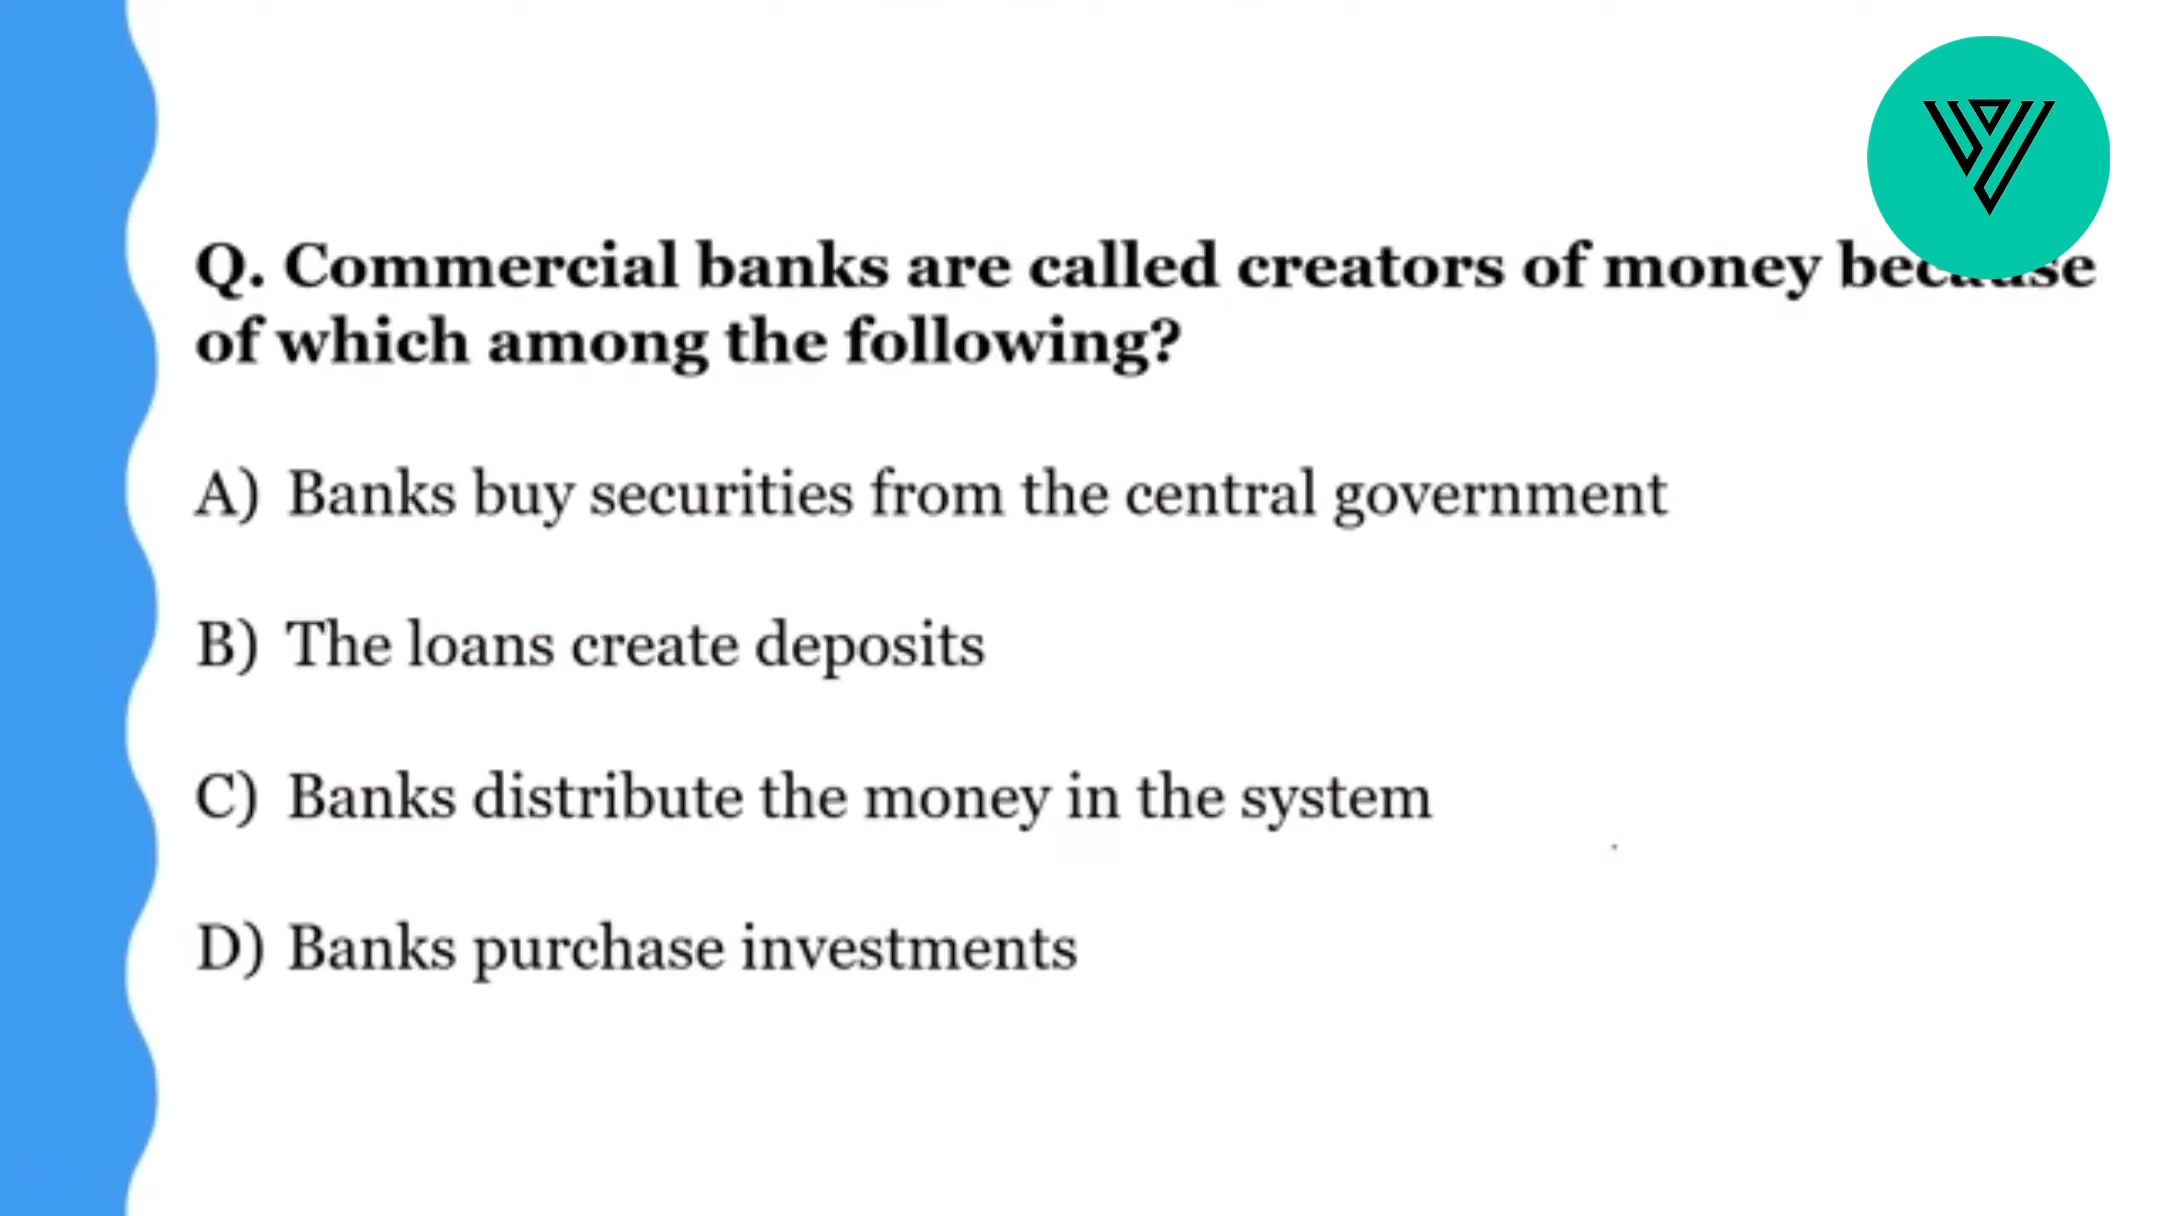 Q. Commercial banks are called creators of money because
of which among the following?
A) Banks buy securities from the central government
B) The loans create deposits
C) Banks distribute the money in the system
D) Banks purchase investments